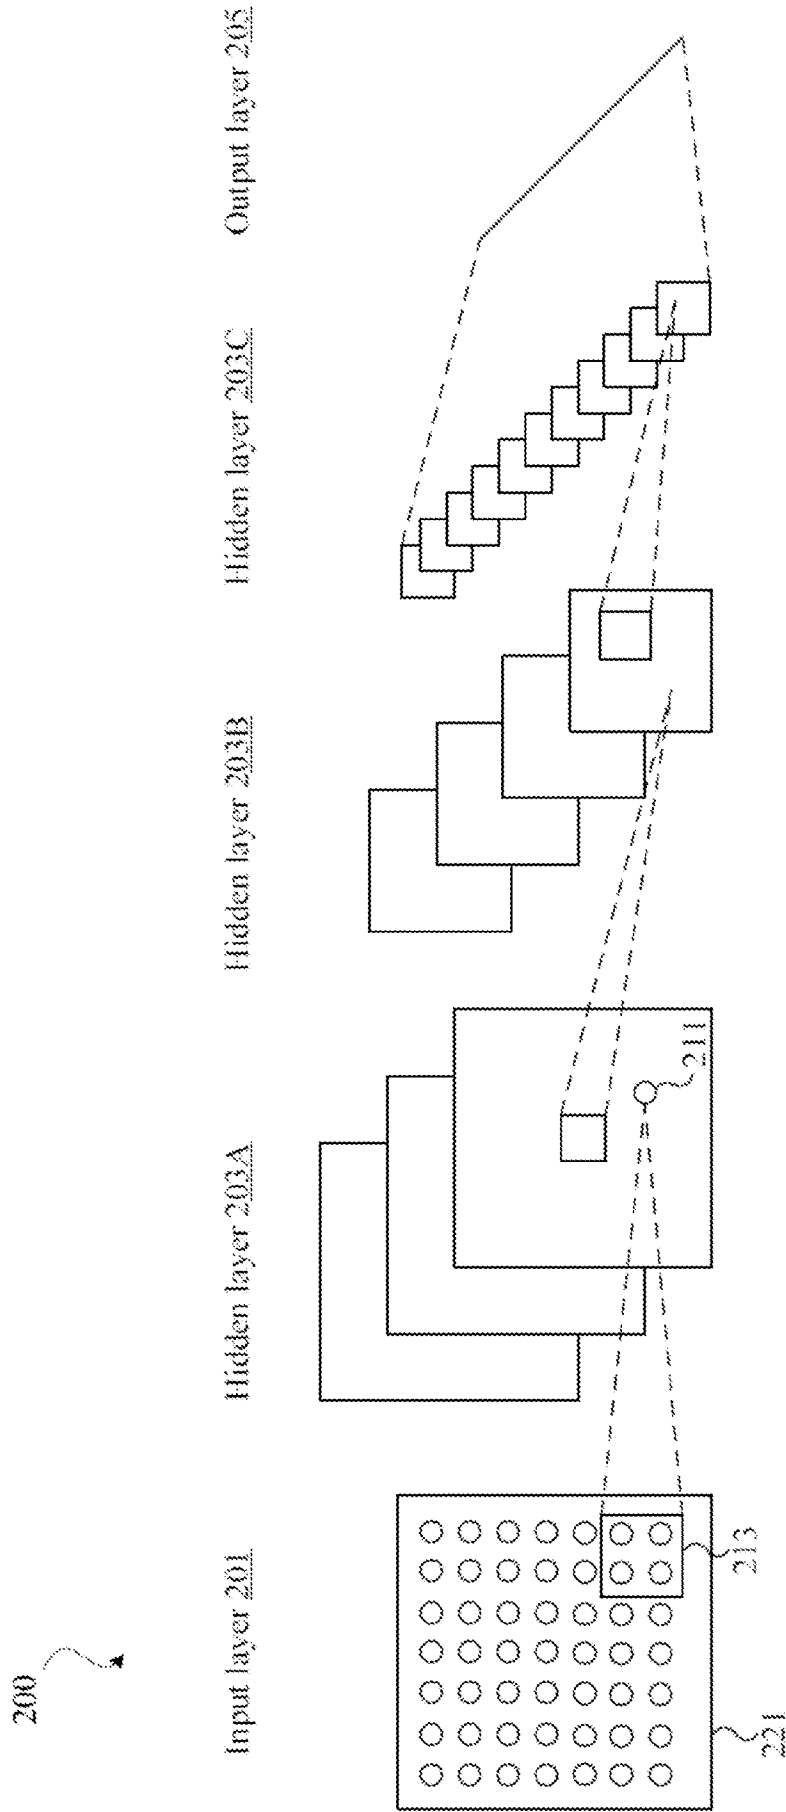 200
Input layer 201
Hidden layer 203A
Hidden layer 203B
Hidden layer 203C
Output layer 205
221
213
211